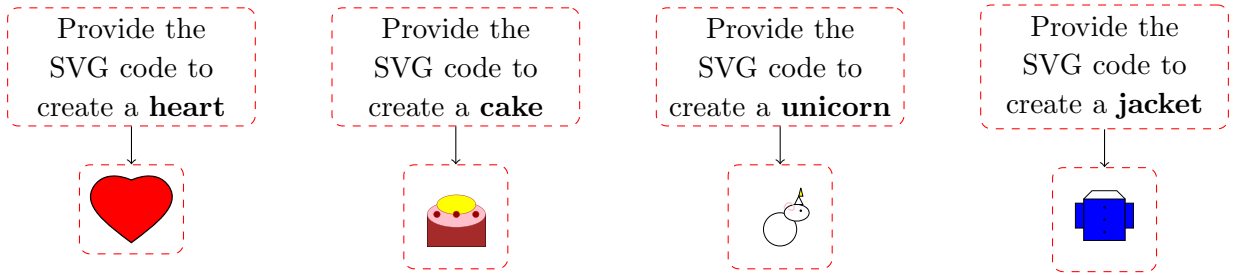 Provide the
SVG code to
create a heart
Provide the
SVG code to
create a cake
Provide the
SVG code to
create a unicorn
Provide the
SVG code to
create a jacket